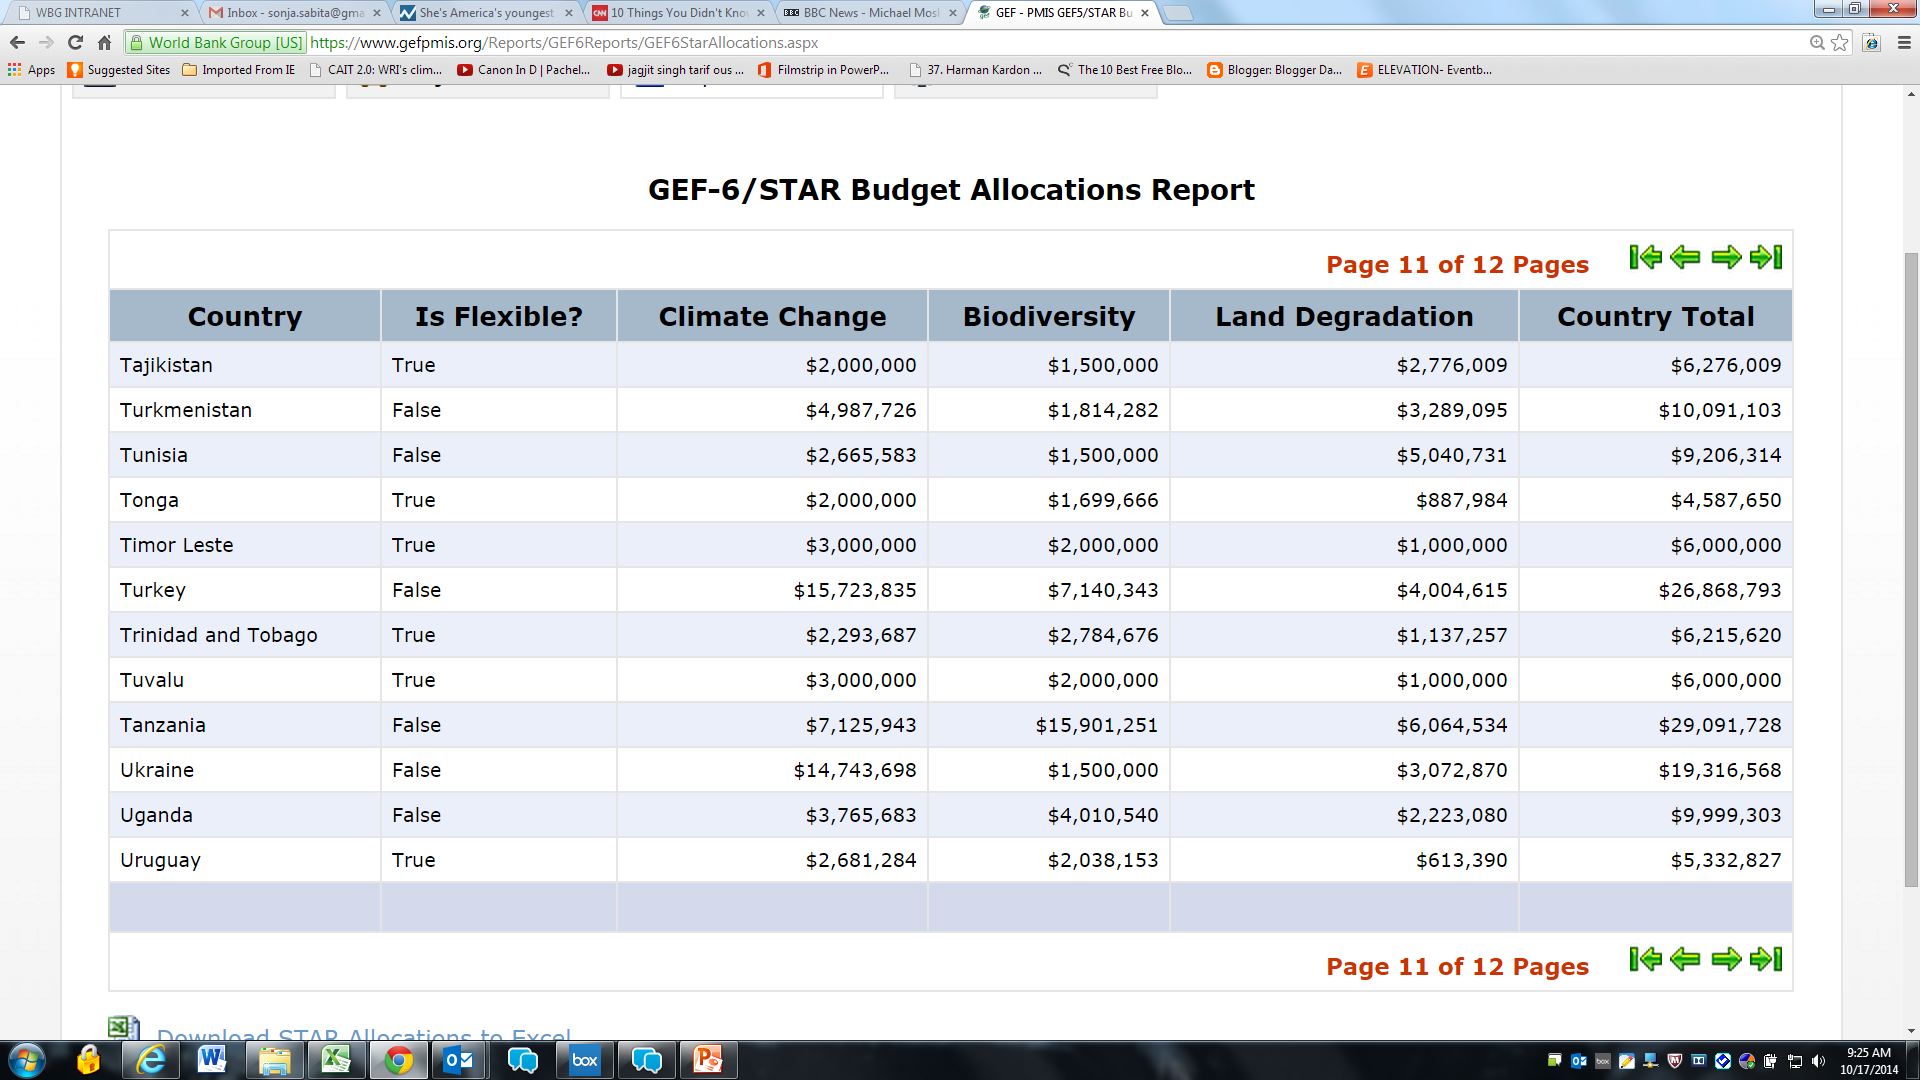 WBG INTRANET
Inbox - sonja.sabita@gma
She's America's youngest
10 Things You Didn't Kno
BBC News - Michael Mosl
GEF - PMIS GEF5/STAR Bu
World Bank Group [US] https://www.gefpmis.org/Reports/GEF6Reports/GEF6StarAllocations.aspx
Apps Suggested Sites Imported From IE CAIT 2.0: WRI's clim... Canon In D | Pachel... jagjit singh tarif ous ... Filmstrip in PowerP... 37. Harman Kardon ... The 10 Best Free Blo... Blogger: Blogger Da... ELEVATION- Eventb...
GEF-6/STAR Budget Allocations Report
Page 11 of 12 Pages
Country Is Flexible? Climate Change Biodiversity Land Degradation Country Total
Tajikistan True $2,000,000 $1,500,000 $2,776,009 $6,276,009
Turkmenistan False $4,987,726 $1,814,282 $3,289,095 $10,091,103
Tunisia False $2,665,583 $1,500,000 $5,040,731 $9,206,314
Tonga True $2,000,000 $1,699,666 $887,984 $4,587,650
Timor Leste True $3,000,000 $2,000,000 $1,000,000 $6,000,000
Turkey False $15,723,835 $7,140,343 $4,004,615 $26,868,793
Trinidad and Tobago True $2,293,687 $2,784,676 $1,137,257 $6,215,620
Tuvalu True $3,000,000 $2,000,000 $1,000,000 $6,000,000
Tanzania False $7,125,943 $15,901,251 $6,064,534 $29,091,728
Ukraine False $14,743,698 $1,500,000 $3,072,870 $19,316,568
Uganda False $3,765,683 $4,010,540 $2,223,080 $9,999,303
Uruguay True $2,681,284 $2,038,153 $613,390 $5,332,827
Page 11 of 12 Pages
Download STAR Allocations to Excel
box
9:25 AM
10/17/2014